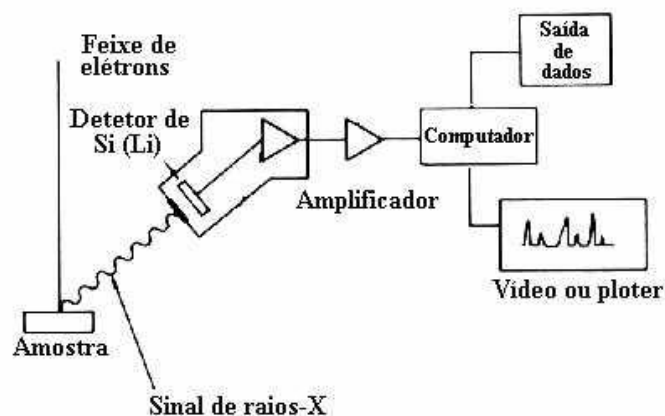 Feixe de
elétrons
Saída
de
dados
Detetor de
Si (Li)
Computador
Amplificador
Amostra
Vídeo ou ploter
Sinal de raios-X